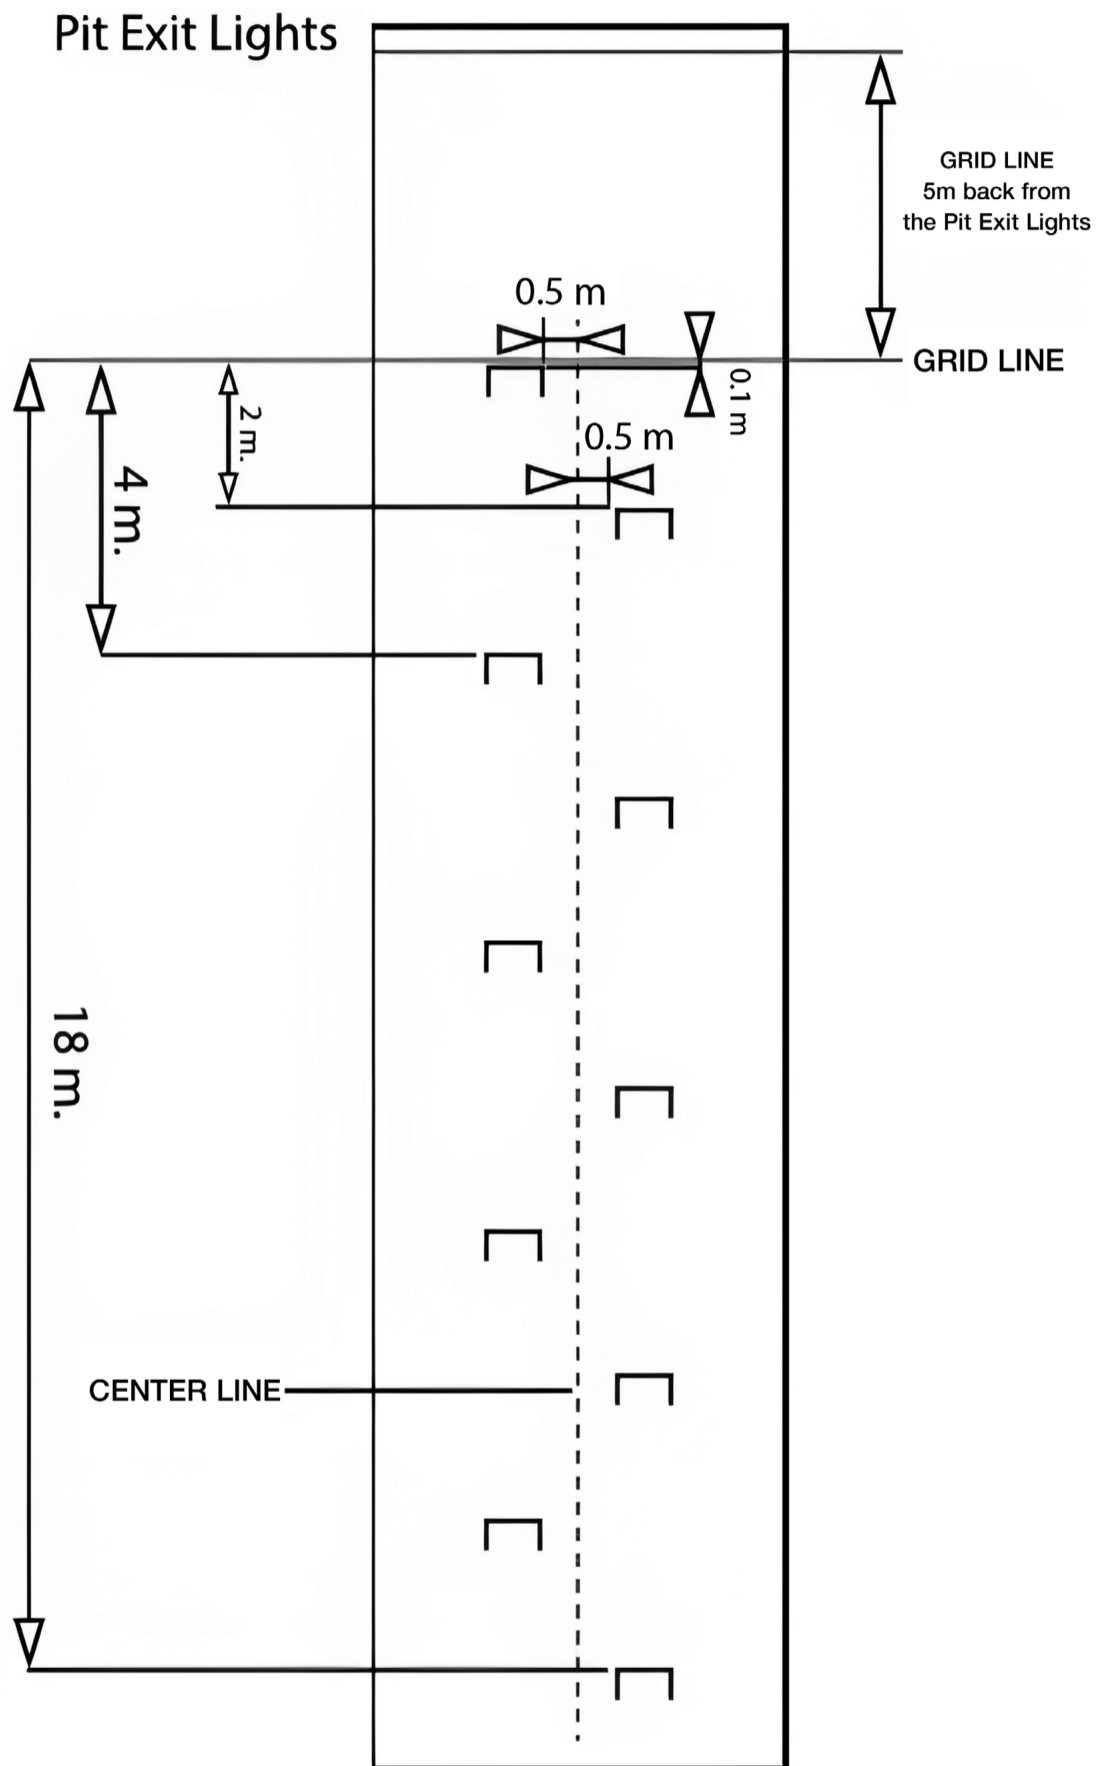 Pit Exit Lights
GRID LINE
5m back from
the Pit Exit Lights
0.5 m
GRID LINE
0.1 m
2 m.
0.5 m
4 m.
18 m.
CENTER LINE